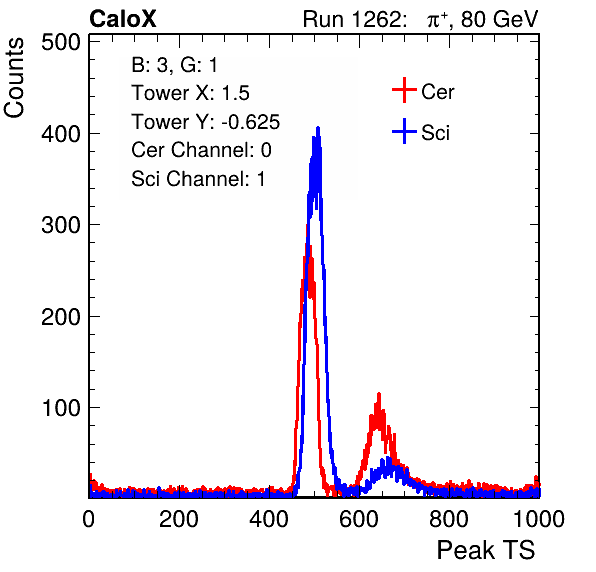 CaloX Run 1262: π+, 80 GeV
Counts
500
400
300
200
100
B: 3, G: 1
Tower X: 1.5
Tower Y: -0.625
Cer Channel: 0
Sci Channel: 1
Cer
Sci
0 200 400 600 800 1000
Peak TS